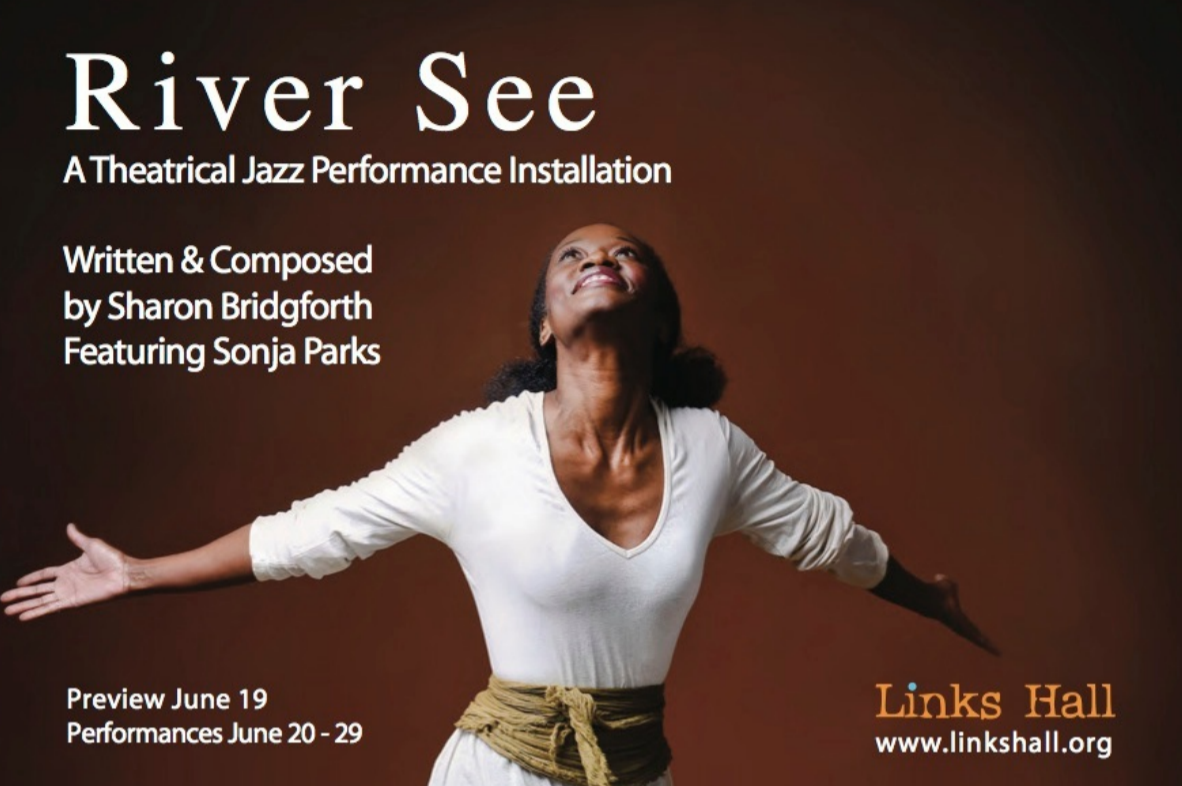 River See
A Theatrical Jazz Performance Installation
Written & Composed
by Sharon Bridgforth
Featuring Sonja Parks
Preview June 19
Performances June 20 - 29
Links Hall
www.linkshall.org